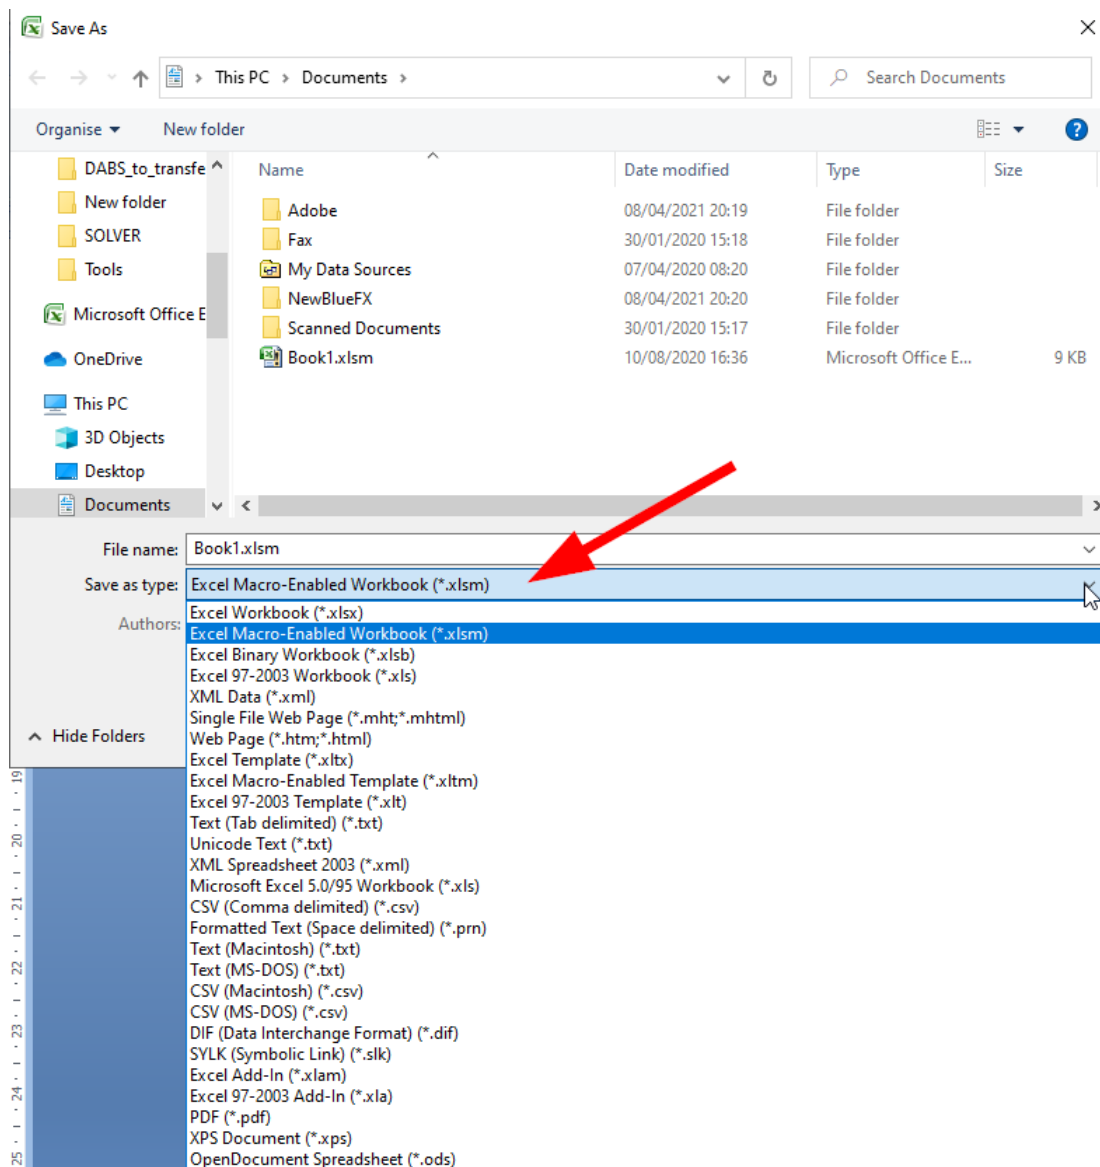 Save As
This PC > Documents >
Search Documents
Organise
New folder
?
Name
Date modified
Type
Size
DABS_to_transfe
New folder
SOLVER
Tools
Microsoft Office E
OneDrive
This PC
3D Objects
Desktop
Documents
Adobe 08/04/2021 20:19 File folder
Fax 30/01/2020 15:18 File folder
My Data Sources 07/04/2020 08:20 File folder
NewBlueFX 08/04/2021 20:20 File folder
Scanned Documents 30/01/2020 15:17 File folder
Book1.xlsm 10/08/2020 16:36 Microsoft Office E... 9 KB
File name: Book1.xlsm
Save as type: Excel Macro-Enabled Workbook (*.xlsm)
Authors:
Excel Workbook (*.xlsx)
Excel Macro-Enabled Workbook (*.xlsm)
Excel Binary Workbook (*.xlsb)
Excel 97-2003 Workbook (*.xls)
XML Data (*.xml)
Single File Web Page (*.mht;*.mhtml)
Hide Folders
Web Page (*.htm;*.html)
Excel Template (*.xltx)
Excel Macro-Enabled Template (*.xltm)
Excel 97-2003 Template (*.xlt)
Text (Tab delimited) (*.txt)
Unicode Text (*.txt)
XML Spreadsheet 2003 (*.xml)
Microsoft Excel 5.0/95 Workbook (*.xls)
CSV (Comma delimited) (*.csv)
Formatted Text (Space delimited) (*.prn)
Text (Macintosh) (*.txt)
Text (MS-DOS) (*.txt)
CSV (Macintosh) (*.csv)
CSV (MS-DOS) (*.csv)
DIF (Data Interchange Format) (*.dif)
SYLK (Symbolic Link) (*.slk)
Excel Add-In (*.xlam)
Excel 97-2003 Add-In (*.xla)
PDF (*.pdf)
XPS Document (*.xps)
OpenDocument Spreadsheet (*.ods)
19
20
21
22
23
24
25